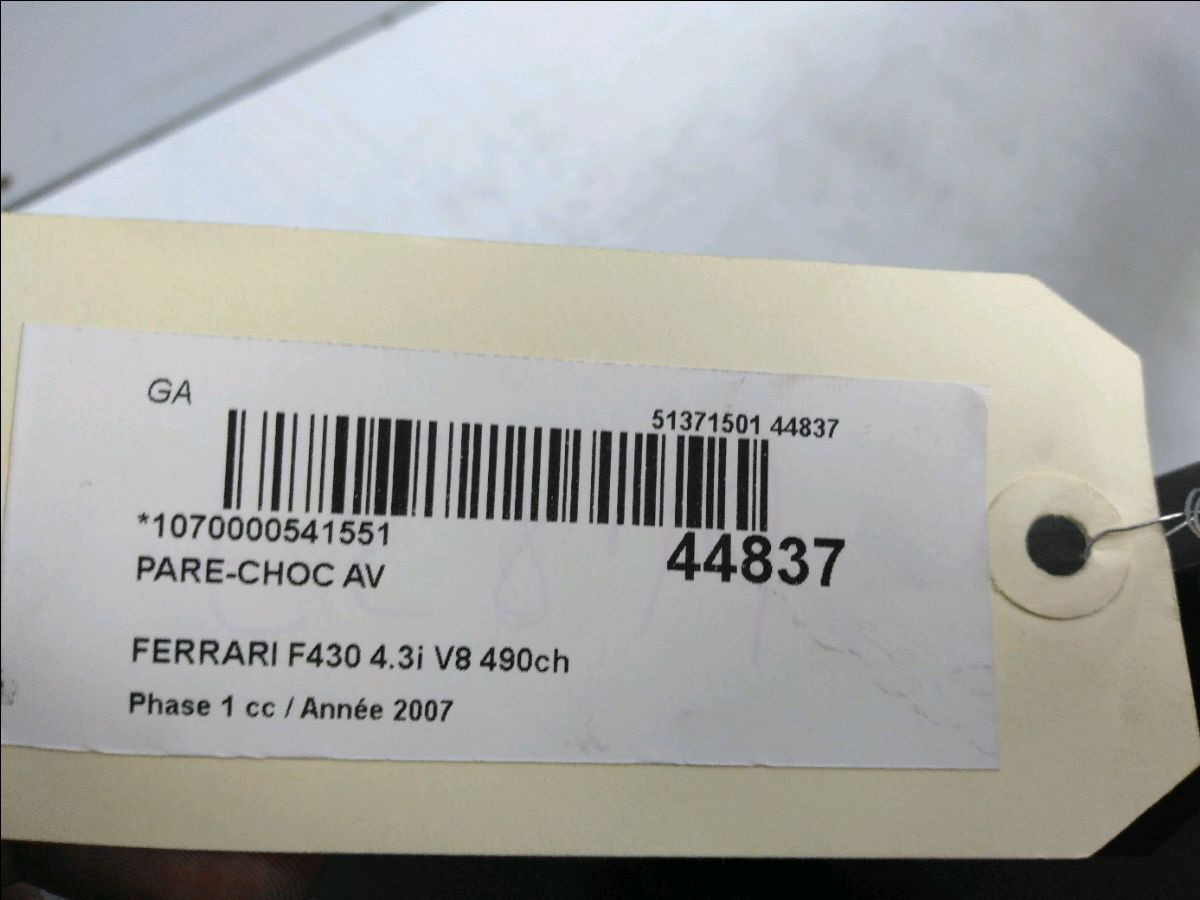 GA
51371501 44837
*1070000541551
44837
PARE-CHOC AV
FERRARI F430 4.3i V8 490ch
Phase 1 cc / Année 2007